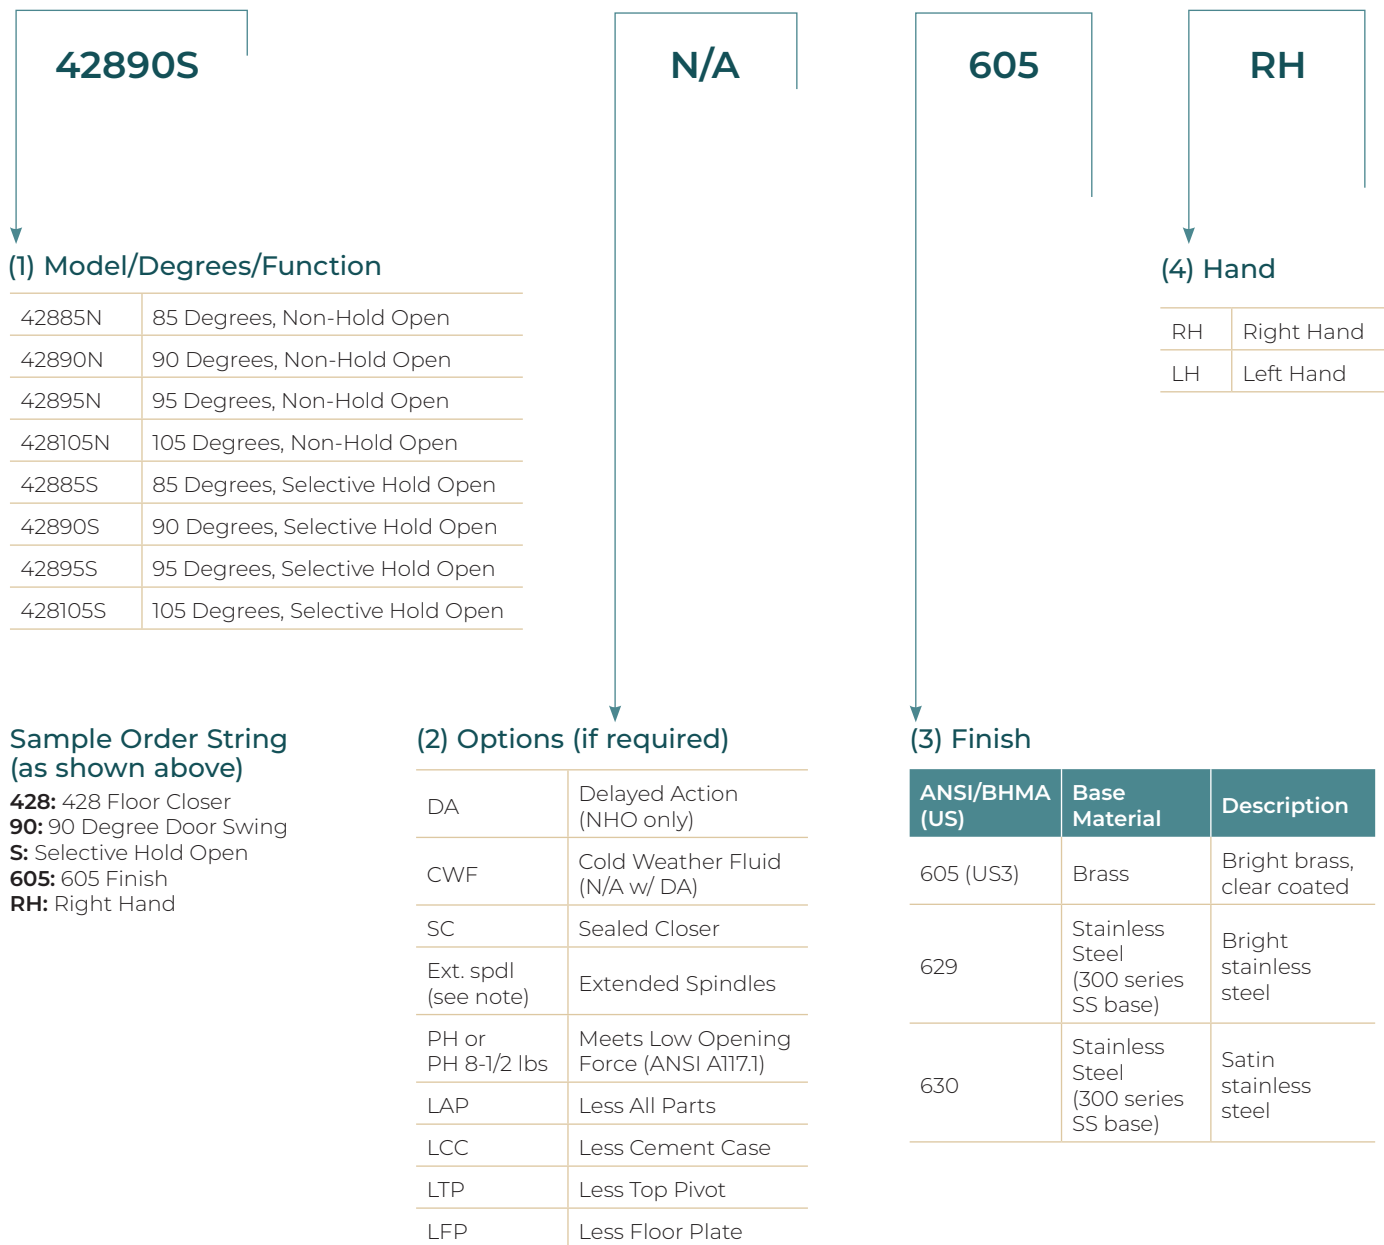 42890S N/A 605 RH
(1) Model/Degrees/Function
42885N 85 Degrees, Non-Hold Open
42890N 90 Degrees, Non-Hold Open
42895N 95 Degrees, Non-Hold Open
428105N 105 Degrees, Non-Hold Open
42885S 85 Degrees, Selective Hold Open
42890S 90 Degrees, Selective Hold Open
42895S 95 Degrees, Selective Hold Open
428105S 105 Degrees, Selective Hold Open
(4) Hand
RH Right Hand
LH Left Hand
Sample Order String
(as shown above)
428: 428 Floor Closer
90: 90 Degree Door Swing
S: Selective Hold Open
605: 605 Finish
RH: Right Hand
(2) Options (if required)
DA Delayed Action
(NHO only)
CWF Cold Weather Fluid
(N/A w/ DA)
SC Sealed Closer
Ext. spdl
(see note) Extended Spindles
PH or Meets Low Opening
PH 8-1/2 lbs Force (ANSI A117.1)
LAP Less All Parts
LCC Less Cement Case
LTP Less Top Pivot
LFP Less Floor Plate
(3) Finish
ANSI/BHMA Base
(US) Material Description
605 (US3) Brass Bright brass,
clear coated
629 Stainless
Steel
(300 series
SS base) Bright
stainless
steel
630 Stainless
Steel
(300 series
SS base) Satin
stainless
steel